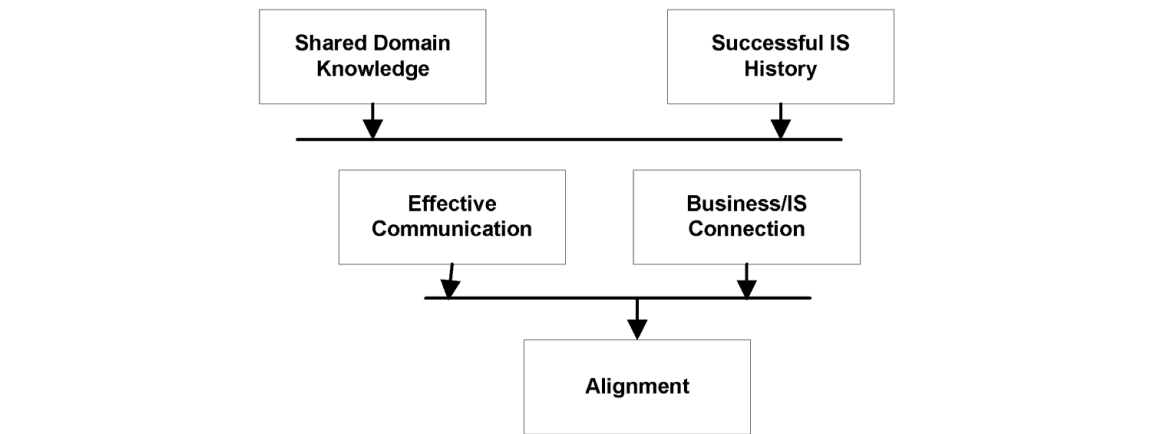 Shared Domain
Knowledge
Successful IS
History
Effective
Communication
Business/IS
Connection
Alignment